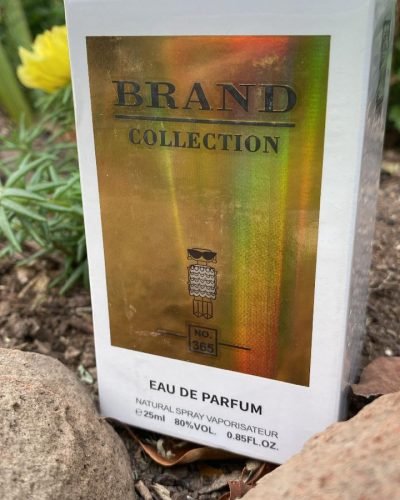 BRAND
COLLECTION
NO.
365
EAU DE PARFUM
NATURAL SPRAY VAPORISATEUR
℮25ml 80%VOL. 0.85FL.OZ.